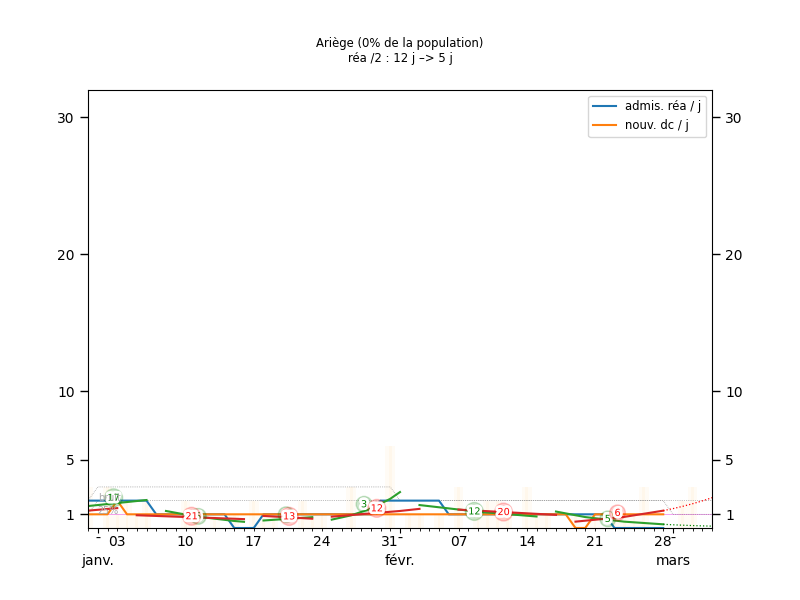 Ariège (0% de la population)
réa /2 : 12 j –> 5 j
admis. réa / j
nouv. dc / j
30 30
20 20
10 10
5 5
1 1
17 21 13 3 12 12 20 5 6
- 03 10 17 24 31- 07 14 21 28-
janv. févr. mars